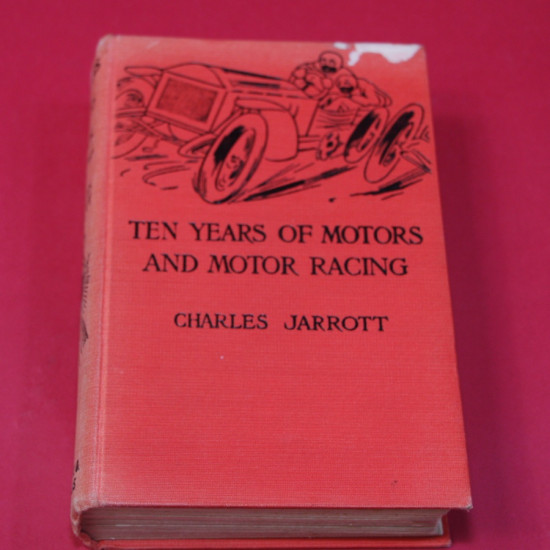 TEN YEARS OF MOTORS
AND MOTOR RACING
CHARLES JARROTT